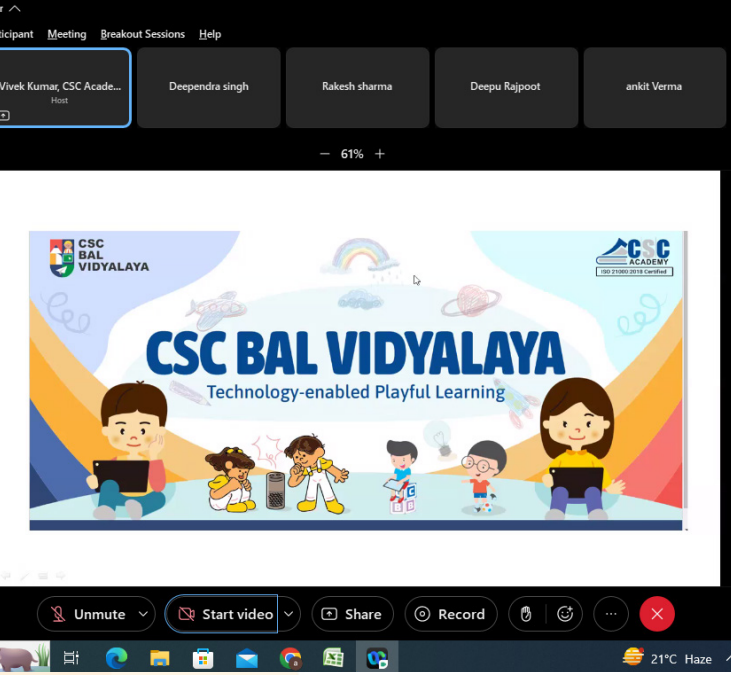 Meeting Breakout Sessions Help
Vivek Kumar, CSC Acade...
Host
Deependra singh
Rakesh sharma
Deepu Rajpoot
ankit Verma
61%
CSC
BAL
VIDYALAYA
CSC
ACADEMY
ISO 21000:2018 Certified
CSC BAL VIDYALAYA
Technology-enabled Playful Learning
Unmute
Start video
Share
Record
21°C Haze